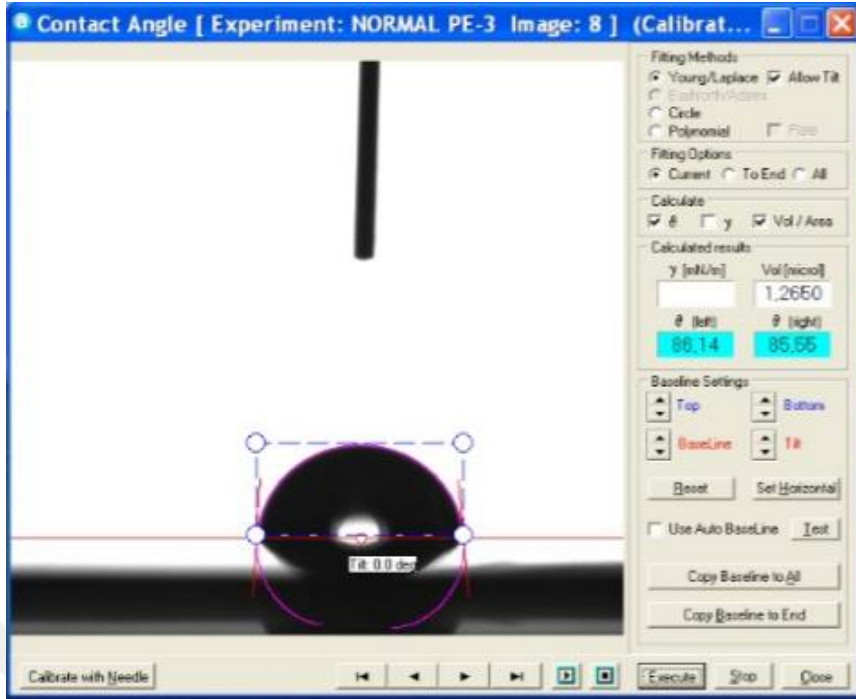 Contact Angle [ Experiment: NORMAL PE-3 Image: 8 ] (Calibrat...
Fitting Methods
Young/Laplace Allow Tilt
Circle
Polynomial
Fitting Options
Current To End All
Calculate
θ γ Vol / Area
Calculated results
γ [mN/m] Vol [microl]
1,2650
θ (left) θ (right)
86,14 85,55
Baseline Settings
Top Bottom
BaseLine Tilt
Reset Set Horizontal
Use Auto BaseLine Test
Tilt: 0.0 deg
Copy Baseline to All
Copy Baseline to End
Calibrate with Needle Execute Stop Close